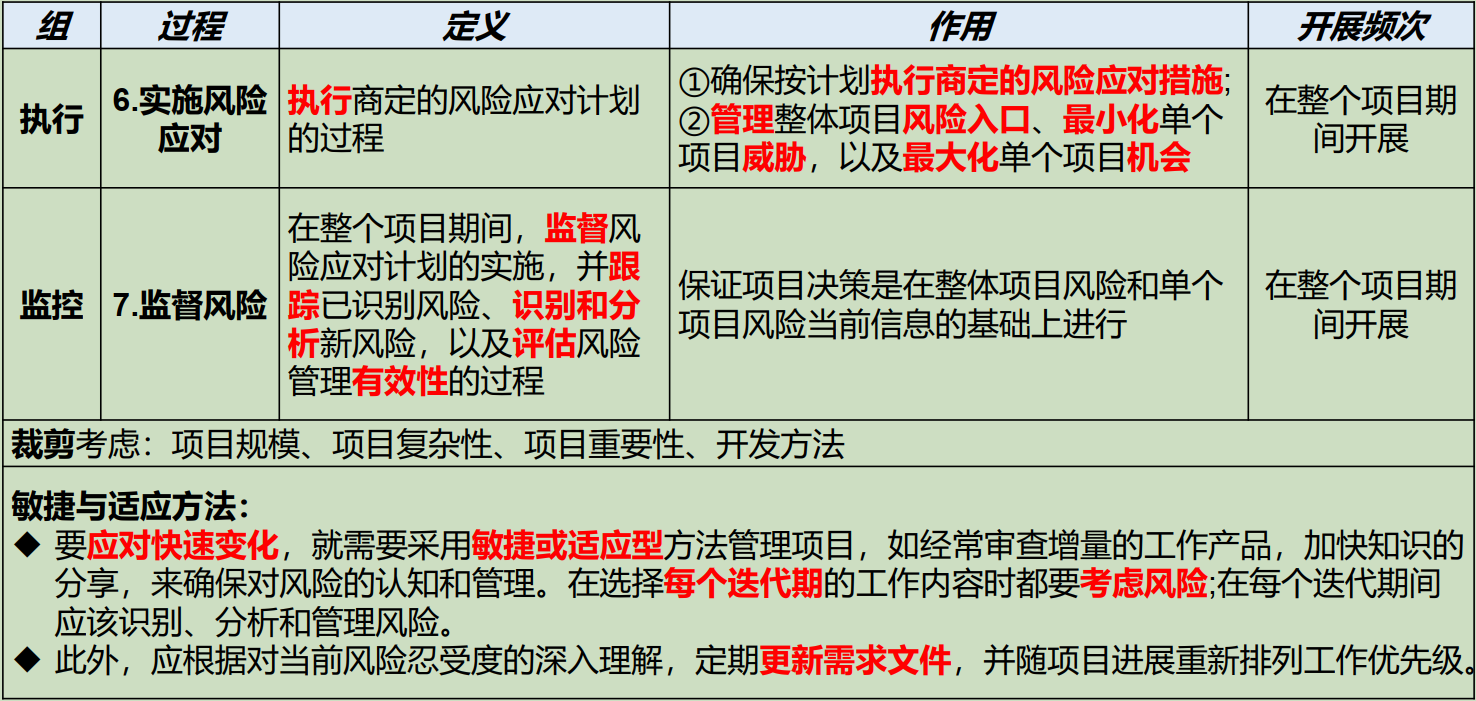 组 过程 定义 作用 开展频次
执行
6.实施风险
应对
执行商定的风险应对计划
的过程
①确保按计划执行商定的风险应对措施;
②管理整体项目风险入口、最小化单个
项目威胁，以及最大化单个项目机会
在整个项目期
间开展
监控
7.监督风险
在整个项目期间，监督风
险应对计划的实施，并跟
踪已识别风险、识别和分
析新风险，以及评估风险
管理有效性的过程
保证项目决策是在整体项目风险和单个
项目风险当前信息的基础上进行
在整个项目期
间开展
裁剪考虑：项目规模、项目复杂性、项目重要性、开发方法
敏捷与适应方法：
◆ 要应对快速变化，就需要采用敏捷或适应型方法管理项目，如经常审查增量的工作产品，加快知识的
分享，来确保对风险的认知和管理。在选择每个迭代期的工作内容时都要考虑风险;在每个迭代期间
应该识别、分析和管理风险。
◆ 此外，应根据对当前风险忍受度的深入理解，定期更新需求文件，并随项目进展重新排列工作优先级。